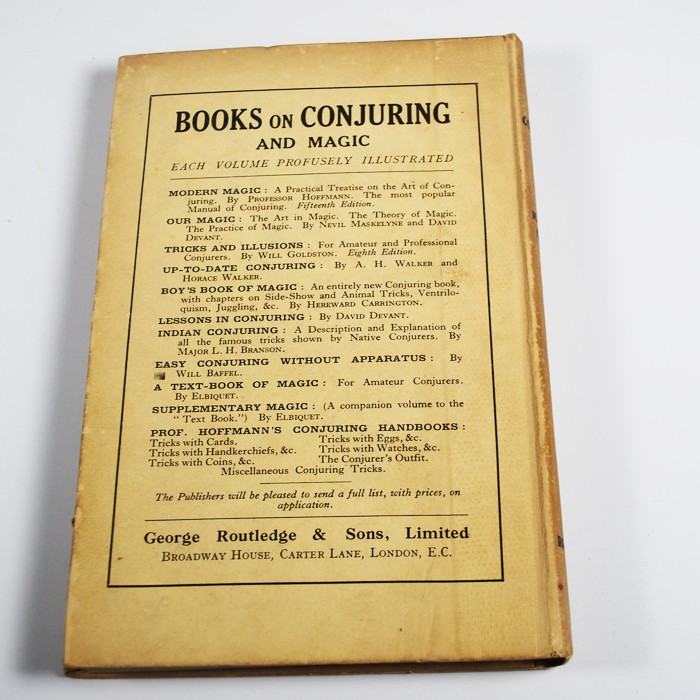 BOOKS ON CONJURING
AND MAGIC
EACH VOLUME PROFUSELY ILLUSTRATED
MODERN MAGIC : A Practical Treatise on the Art of Con-
juring. By PROFESSOR HOFFMANN. The most popular
Manual of Conjuring. Fifteenth Edition.
OUR MAGIC : The Art in Magic. The Theory of Magic.
The Practice of Magic. By NEVIL MASKELYNE and DAVID
DEVANT.
TRICKS AND ILLUSIONS : For Amateur and Professional
Conjurers. By WILL GOLDSTON. Eighth Edition.
UP-TO-DATE CONJURING : By A. H. WALKER and
HORACE WALKER.
BOY'S BOOK OF MAGIC : An entirely new Conjuring book,
with chapters on Side-Show and Animal Tricks, Ventrilo-
quism, Juggling, &c. By HEREWARD CARRINGTON.
LESSONS IN CONJURING : By DAVID DEVANT.
INDIAN CONJURING : A Description and Explanation of
all the famous tricks shown by Native Conjurers. By
MAJOR L. H. BRANSON.
EASY CONJURING WITHOUT APPARATUS : By
WILL BAFFEL.
A TEXT-BOOK OF MAGIC : For Amateur Conjurers.
By ELBIQUET.
SUPPLEMENTARY MAGIC : (A companion volume to the
" Text Book.") By ELBIQUET.
PROF. HOFFMANN'S CONJURING HANDBOOKS :
Tricks with Cards. Tricks with Eggs, &c.
Tricks with Handkerchiefs, &c. Tricks with Watches, &c.
Tricks with Coins, &c. The Conjurer's Outfit.
Miscellaneous Conjuring Tricks.
The Publishers will be pleased to send a full list, with prices, on
application.
George Routledge & Sons, Limited
BROADWAY HOUSE, CARTER LANE, LONDON, E.C.